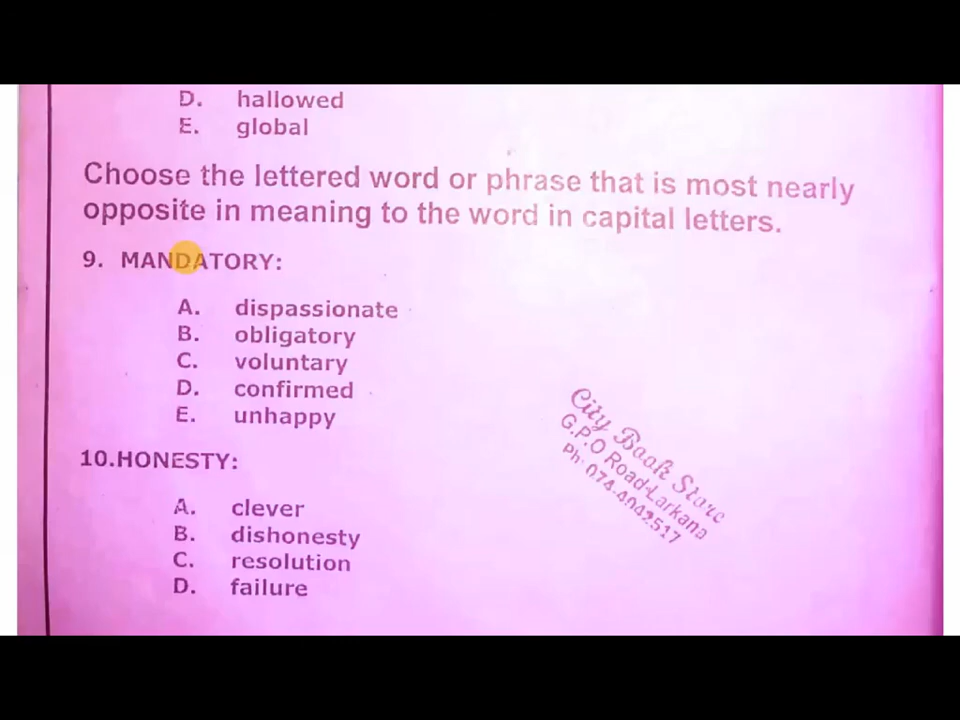 D. hallowed
E. global
Choose the lettered word or phrase that is most nearly
opposite in meaning to the word in capital letters.
9. MANDATORY:
A. dispassionate
B. obligatory
C. voluntary
D. confirmed
E. unhappy
10.HONESTY:
A. clever
B. dishonesty
C. resolution
D. failure
City Book Store
G.P.O Road-Larkana
Ph: 074-4042517